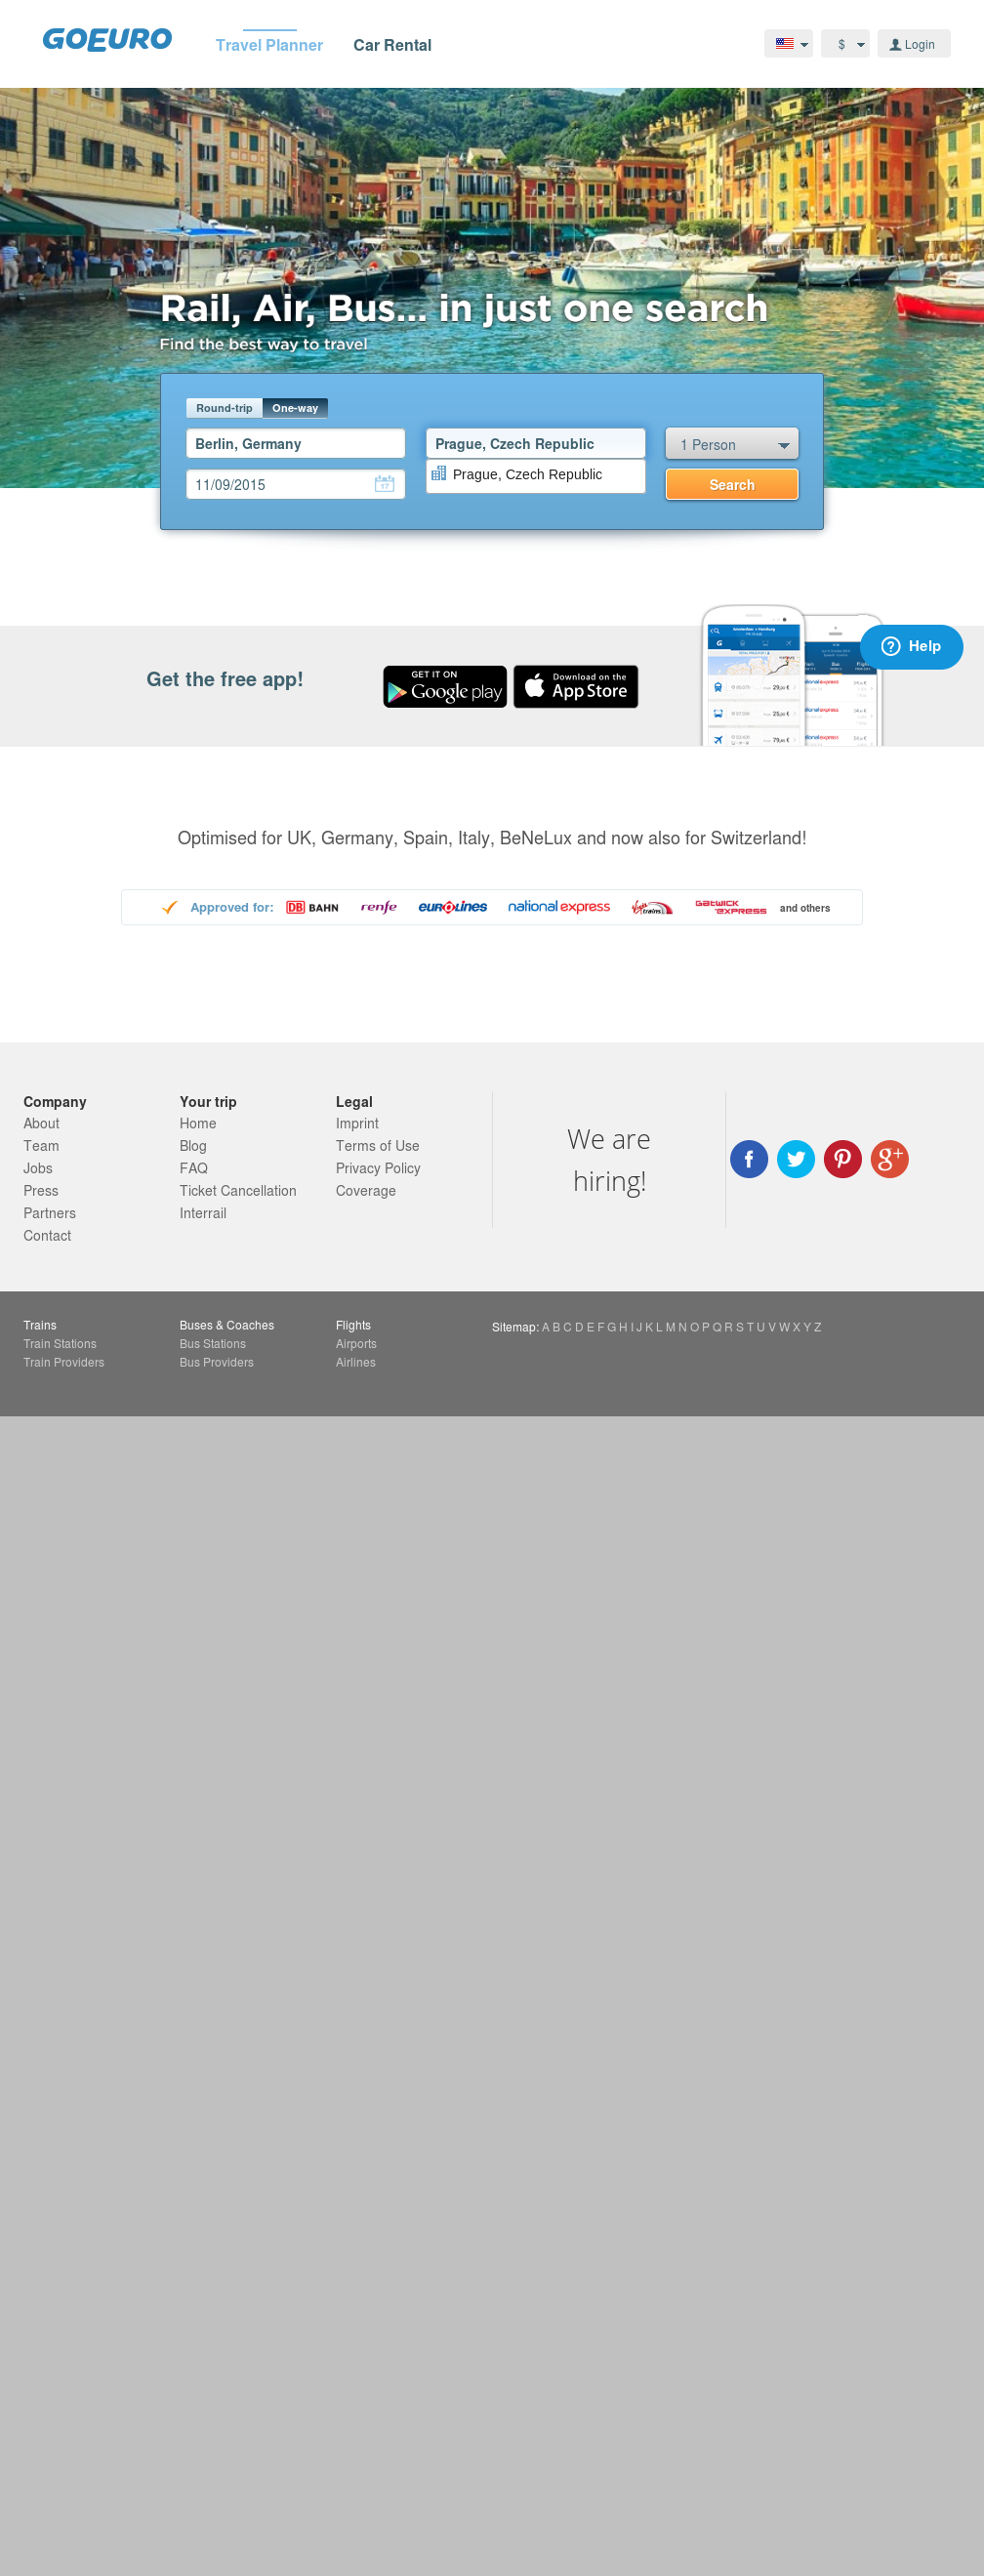 GOEURO
Travel Planner
Car Rental
$
Login
Rail, Air, Bus... in just one search
Find the best way to travel
Round-trip
One-way
Berlin, Germany
Prague, Czech Republic
1 Person
11/09/2015
17
Prague, Czech Republic
Search
Get the free app!
GET IT ON
Google play
Download on the
App Store
Help
Optimised for UK, Germany, Spain, Italy, BeNeLux and now also for Switzerland!
Approved for:
DB BAHN
renfe
eurolines
national express
Virgin trains
GATWICK EXPRESS
and others
Company
About
Team
Jobs
Press
Partners
Contact
Your trip
Home
Blog
FAQ
Ticket Cancellation
Interrail
Legal
Imprint
Terms of Use
Privacy Policy
Coverage
We are
hiring!
Trains
Train Stations
Train Providers
Buses & Coaches
Bus Stations
Bus Providers
Flights
Airports
Airlines
Sitemap: A B C D E F G H I J K L M N O P Q R S T U V W X Y Z